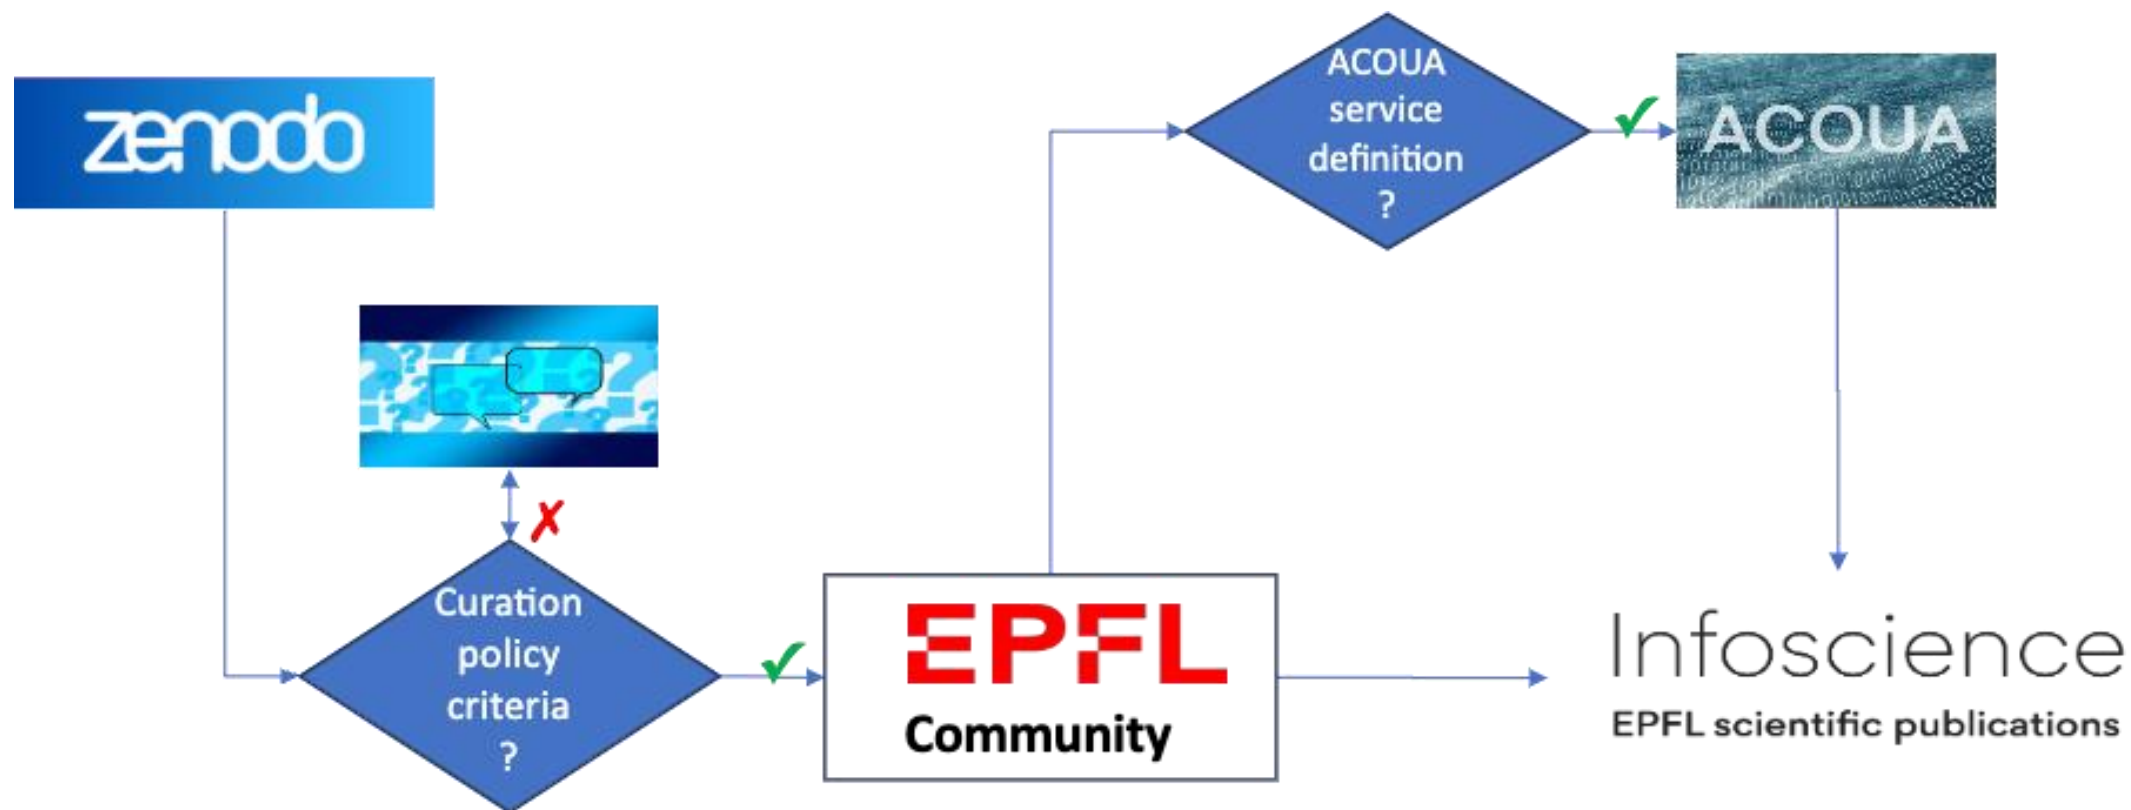 zenodo
ACOUA
service
definition
?
ACOUA
Curation
policy
criteria
?
EPFL
Community
Infoscience
EPFL scientific publications